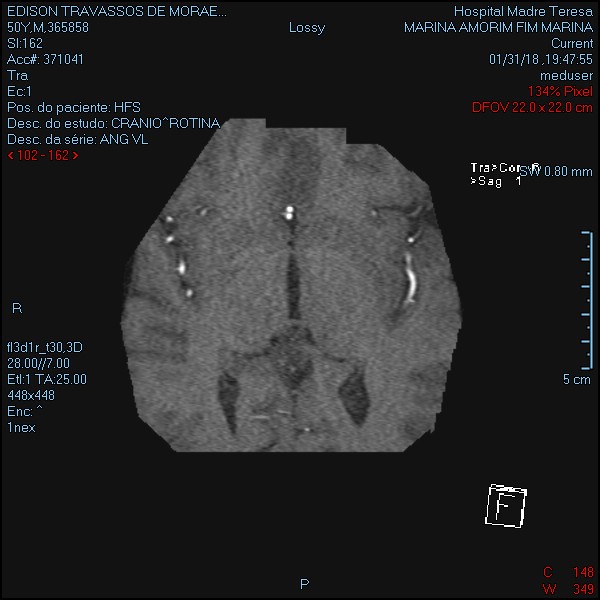 EDISON TRAVASSOS DE MORAE...
50Y,M,365858
SI:162
Acc#: 371041
Tra
Ec:1
Pos. do paciente: HFS
Desc. do estudo: CRANIO^ROTINA
Desc. da série: ANG VL
< 102 - 162 >
Lossy
Hospital Madre Teresa
MARINA AMORIM FIM MARINA
Current
01/31/18 ,19:47:55
meduser
134% Pixel
DFOV 22.0 x 22.0 cm
SW 0.80 mm
Tra>Cor
>Sag 1
R
fl3d1r_t30,3D
28.00//7.00
Etl:1 TA:25.00
448x448
Enc: ^
1nex
5 cm
F
P
C 148
W 349